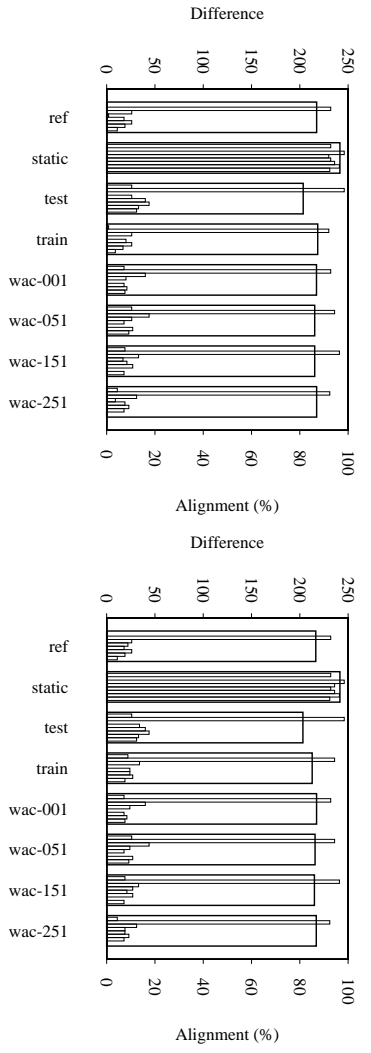 Difference
0 50 100 150 200 250
ref
static
test
train
wac-001
wac-051
wac-151
wac-251
0 20 40 60 80 100
Alignment (%)
Difference
0 50 100 150 200 250
ref
static
test
train
wac-001
wac-051
wac-151
wac-251
0 20 40 60 80 100
Alignment (%)